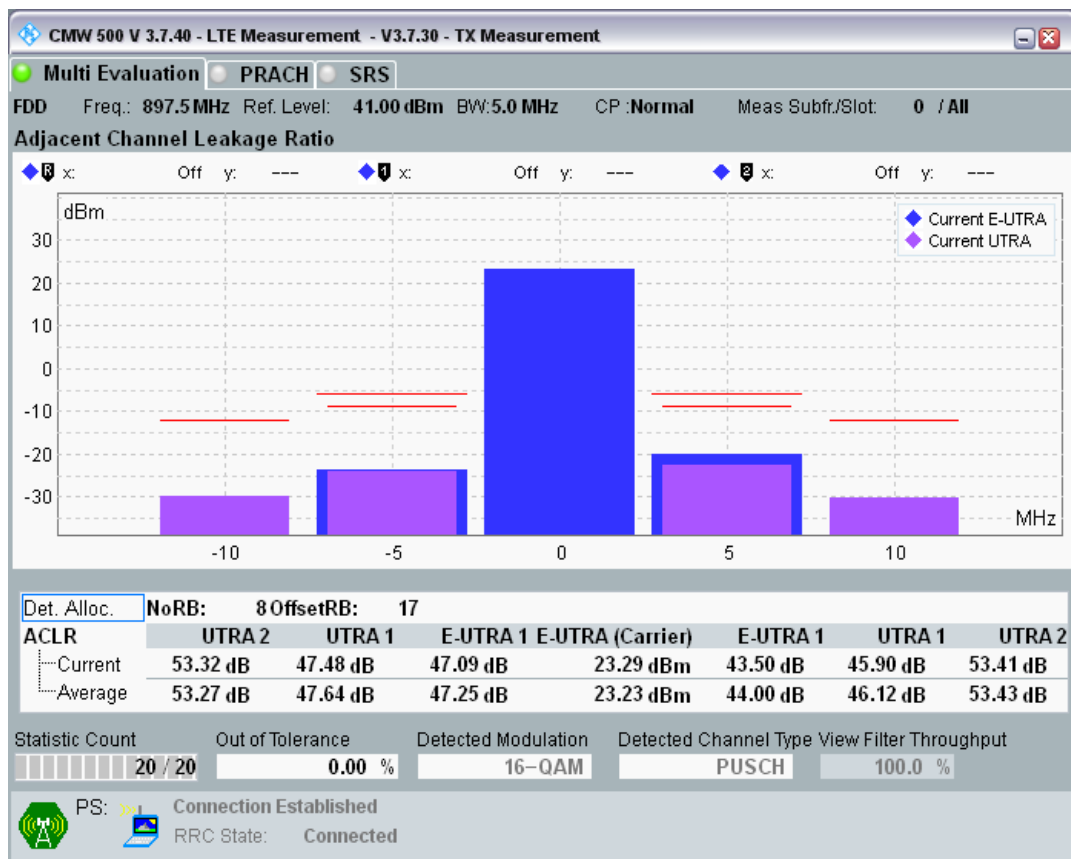 CMW 500 V 3.7.40 - LTE Measurement - V3.7.30 - TX Measurement
Multi Evaluation PRACH SRS
FDD Freq.: 897.5 MHz Ref. Level: 41.00 dBm BW:5.0 MHz CP :Normal Meas Subfr./Slot: 0 / All
Adjacent Channel Leakage Ratio
R x: Off y: --- 1 x: Off y: --- 2 x: Off y: ---
dBm
Current E-UTRA
Current UTRA
30
20
10
0
-10
-20
-30
MHz
-10 -5 0 5 10
Det. Alloc. NoRB: 8 OffsetRB: 17
ACLR UTRA 2 UTRA 1 E-UTRA 1 E-UTRA (Carrier) E-UTRA 1 UTRA 1 UTRA 2
Current 53.32 dB 47.48 dB 47.09 dB 23.29 dBm 43.50 dB 45.90 dB 53.41 dB
Average 53.27 dB 47.64 dB 47.25 dB 23.23 dBm 44.00 dB 46.12 dB 53.43 dB
Statistic Count Out of Tolerance Detected Modulation Detected Channel Type View Filter Throughput
20 / 20 0.00 % 16-QAM PUSCH 100.0 %
PS: Connection Established
RRC State: Connected